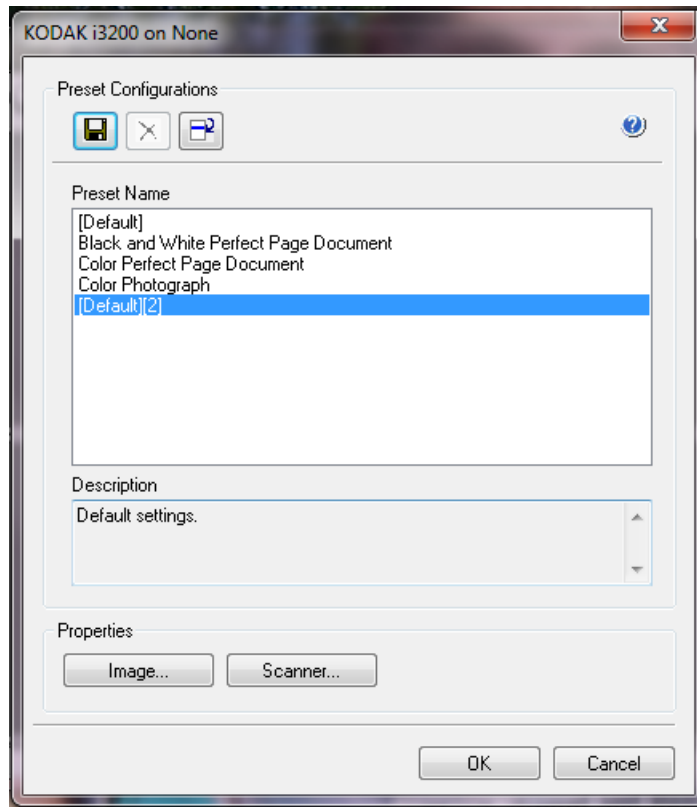 KODAK i3200 on None
Preset Configurations
Preset Name
[Default]
Black and White Perfect Page Document
Color Perfect Page Document
Color Photograph
[Default][2]
Description
Default settings.
Properties
Image... Scanner...
OK Cancel